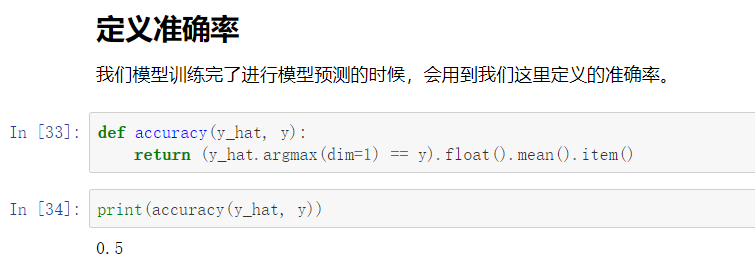 定义准确率
我们模型训练完了进行模型预测的时候，会用到我们这里定义的准确率。
In [33]: def accuracy(y_hat, y):
    return (y_hat.argmax(dim=1) == y).float().mean().item()
In [34]: print(accuracy(y_hat, y))
0.5